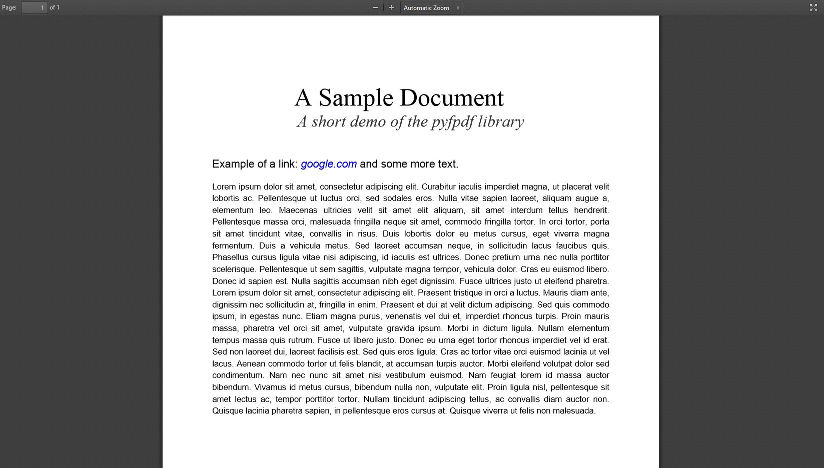 Page: 1 of 1
Automatic Zoom
A Sample Document
A short demo of the pyfpdf library
Example of a link: google.com and some more text.
Lorem ipsum dolor sit amet, consectetur adipiscing elit. Curabitur iaculis imperdiet magna, ut placerat velit
lobortis ac. Pellentesque ut luctus orci, sed sodales eros. Nulla vitae sapien laoreet, aliquam augue a,
elementum leo. Maecenas ultricies velit sit amet elit aliquam, sit amet interdum tellus hendrerit.
Pellentesque massa orci, malesuada fringilla neque sit amet, commodo fringilla tortor. In orci tortor, porta
sit amet tincidunt vitae, convallis in risus. Duis lobortis dolor eu metus cursus, eget viverra magna
fermentum. Duis a vehicula metus. Sed laoreet accumsan neque, in sollicitudin lacus faucibus quis.
Phasellus cursus ligula vitae nisi adipiscing, id iaculis est ultrices. Donec pretium urna nec nulla porttitor
scelerisque. Pellentesque ut sem sagittis, vulputate magna tempor, vehicula dolor. Cras eu euismod libero.
Donec id sapien est. Nulla sagittis accumsan nibh eget dignissim. Fusce ultrices justo ut eleifend pharetra.
Lorem ipsum dolor sit amet, consectetur adipiscing elit. Praesent tristique in orci a luctus. Mauris diam ante,
dignissim nec sollicitudin at, fringilla in enim. Praesent et dui at velit dictum adipiscing. Sed quis commodo
ipsum, in egestas nunc. Etiam magna purus, venenatis vel dui et, imperdiet rhoncus turpis. Proin mauris
massa, pharetra vel orci sit amet, vulputate gravida ipsum. Morbi in dictum ligula. Nullam elementum
tempus massa quis rutrum. Fusce ut libero justo. Donec eu urna eget tortor rhoncus imperdiet vel id erat.
Sed non laoreet dui, laoreet facilisis est. Sed quis eros ligula. Cras ac tortor vitae orci euismod lacinia ut vel
lacus. Aenean commodo tortor ut felis blandit, at accumsan turpis auctor. Morbi eleifend volutpat dolor sed
condimentum. Nam nec nunc sit amet nisi vestibulum euismod. Nam feugiat lorem id massa auctor
bibendum. Vivamus id metus cursus, bibendum nulla non, vulputate elit. Proin ligula nisl, pellentesque sit
amet lectus ac, tempor porttitor tortor. Nullam tincidunt adipiscing tellus, ac convallis diam auctor non.
Quisque lacinia pharetra sapien, in pellentesque eros cursus at. Quisque viverra ut felis non malesuada.